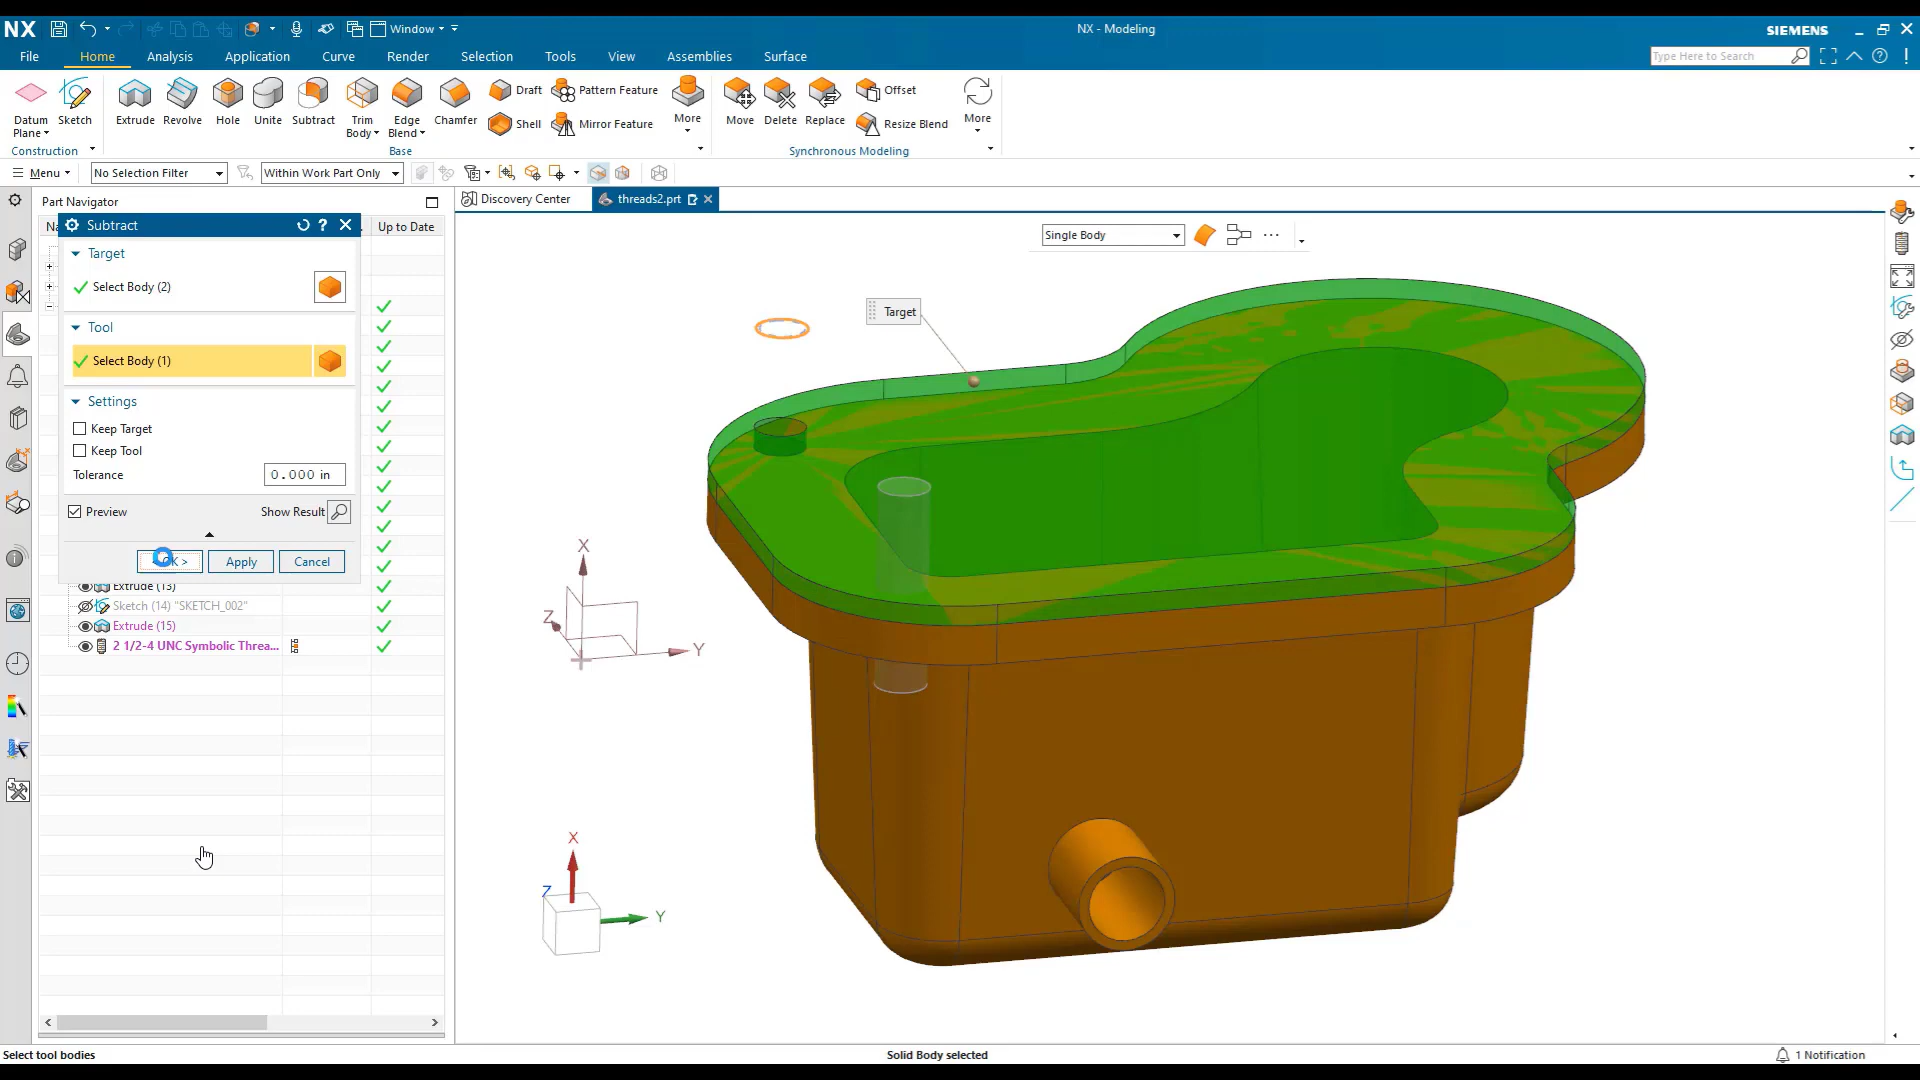 NX
Window
NX - Modeling
SIEMENS
File
Home
Analysis
Application
Curve
Render
Selection
Tools
View
Assemblies
Surface
Type Here to Search
Datum Plane
Sketch
Extrude
Revolve
Hole
Unite
Subtract
Trim Body
Edge Blend
Chamfer
Draft
Shell
Pattern Feature
Mirror Feature
More
Move
Delete
Replace
Offset
Resize Blend
More
Construction
Base
Synchronous Modeling
Menu
No Selection Filter
Within Work Part Only
Part Navigator
Discovery Center
threads2.prt
Up to Date
Subtract
Target
Select Body (2)
Tool
Select Body (1)
Settings
Keep Target
Keep Tool
Tolerance
0.000 in
Preview
Show Result
Apply
Cancel
Extrude (13)
Sketch (14) "SKETCH_002"
Extrude (15)
2 1/2-4 UNC Symbolic Threa...
Single Body
Target
X
Z
Y
X
Z
Y
Select tool bodies
Solid Body selected
1 Notification